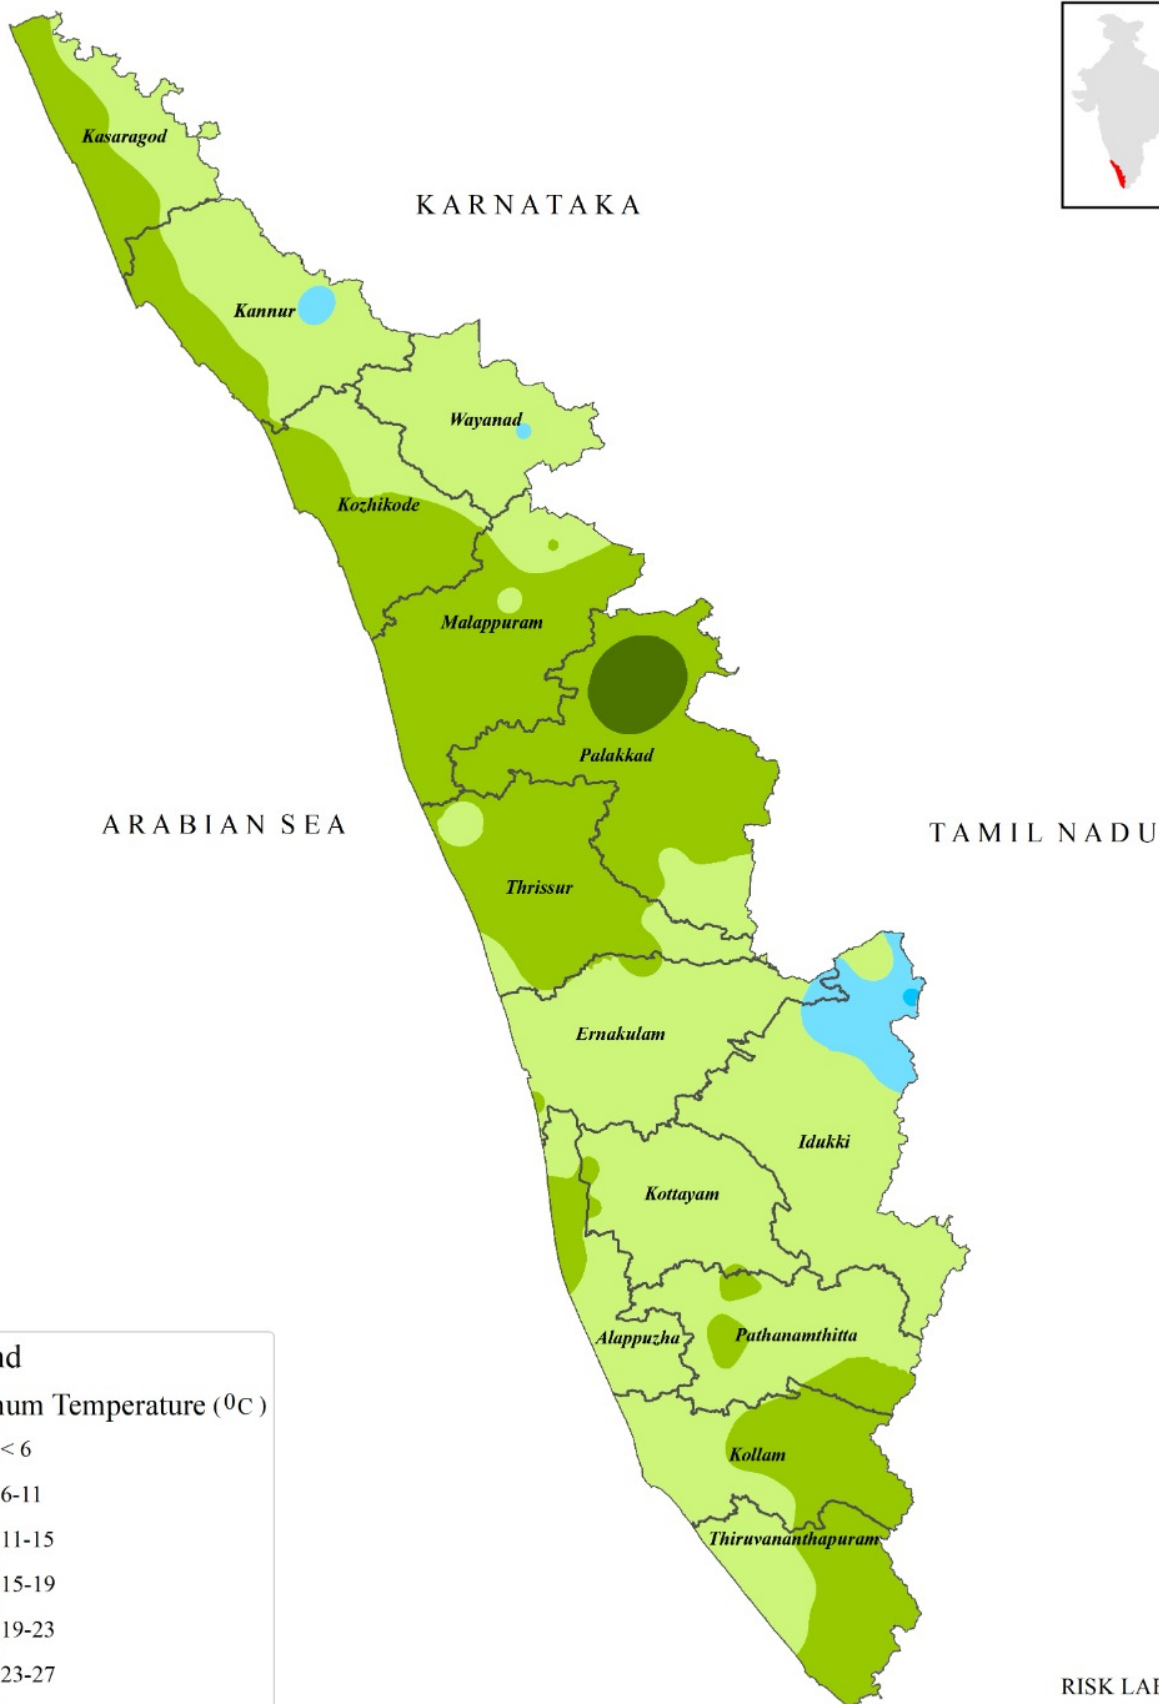 Kasaragod
KARNATAKA
Kannur
Wayanad
Kozhikode
Malappuram
Palakkad
ARABIAN SEA
TAMIL NADU
Thrissur
Ernakulam
Idukki
Kottayam
Alappuzha
Pathanamthitta
Kollam
Thiruvananthapuram
nd
num Temperature (⁰C)
< 6
6-11
11-15
15-19
19-23
23-27
RISK LAB